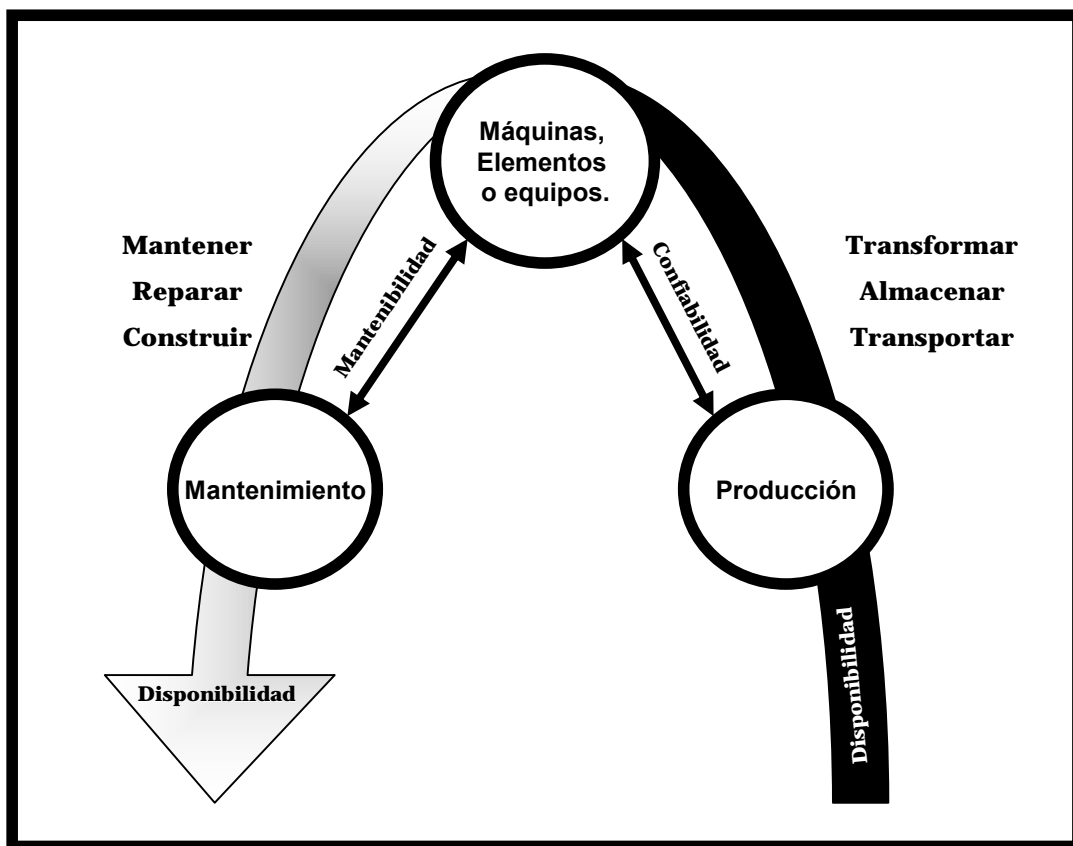 Máquinas,
Elementos
o equipos.
Mantener
Reparar
Construir
Mantenibilidad
Confiabilidad
Transformar
Almacenar
Transportar
Mantenimiento
Producción
Disponibilidad
Disponibilidad